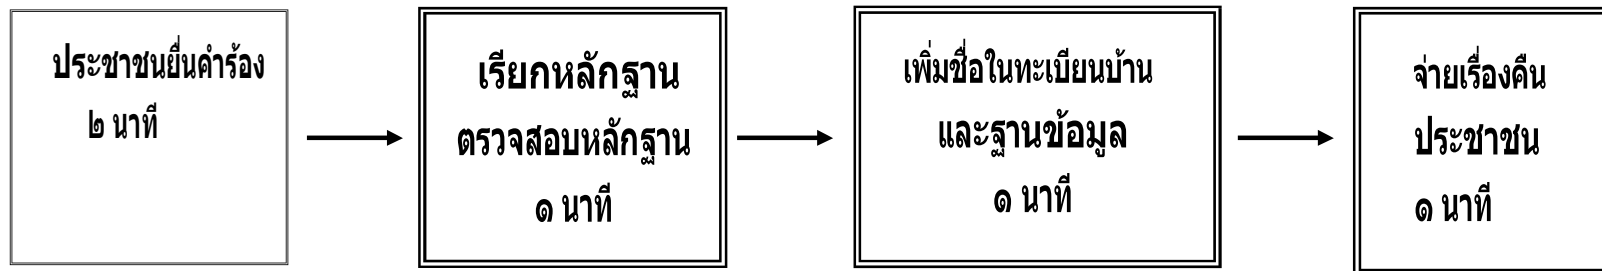 ประชาชนยื่นคำร้อง
๒ นาที
เรียกหลักฐาน
ตรวจสอบหลักฐาน
๑ นาที
เพิ่มชื่อในทะเบียนบ้าน
และฐานข้อมูล
๑ นาที
จ่ายเรื่องคืน
ประชาชน
๑ นาที